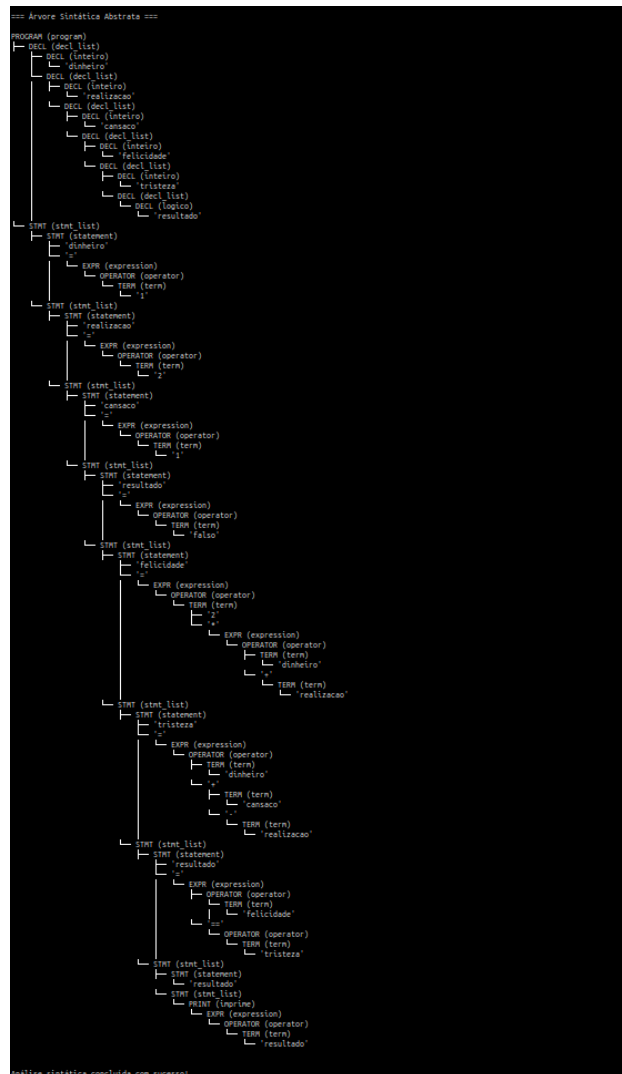 === Árvore Sintática Abstrata ===
PROGRAM (program)
├─ DECL (decl_list)
├─ DECL (inteiro)
└─ 'dinheiro'
└─ DECL (decl_list)
├─ DECL (inteiro)
└─ 'realizacao'
└─ DECL (decl_list)
├─ DECL (inteiro)
└─ 'cansaco'
└─ DECL (decl_list)
├─ DECL (inteiro)
└─ 'felicidade'
└─ DECL (decl_list)
├─ DECL (inteiro)
└─ 'tristeza'
└─ DECL (decl_list)
└─ DECL (logico)
└─ 'resultado'
└─ STMT (stmt_list)
├─ STMT (statement)
├─ 'dinheiro'
└─ '='
└─ EXPR (expression)
└─ OPERATOR (operator)
└─ TERM (term)
└─ '1'
└─ STMT (stmt_list)
├─ STMT (statement)
├─ 'realizacao'
└─ '='
└─ EXPR (expression)
└─ OPERATOR (operator)
└─ TERM (term)
└─ '2'
└─ STMT (stmt_list)
├─ STMT (statement)
├─ 'cansaco'
└─ '='
└─ EXPR (expression)
└─ OPERATOR (operator)
└─ TERM (term)
└─ '1'
└─ STMT (stmt_list)
├─ STMT (statement)
├─ 'resultado'
└─ '='
└─ EXPR (expression)
└─ OPERATOR (operator)
└─ TERM (term)
└─ 'falso'
└─ STMT (stmt_list)
├─ STMT (statement)
├─ 'felicidade'
└─ '='
└─ EXPR (expression)
└─ OPERATOR (operator)
└─ TERM (term)
├─ '2'
└─ '*'
└─ EXPR (expression)
└─ OPERATOR (operator)
├─ TERM (term)
└─ 'dinheiro'
└─ '+'
└─ TERM (term)
└─ 'realizacao'
└─ STMT (stmt_list)
├─ STMT (statement)
├─ 'tristeza'
└─ '='
└─ EXPR (expression)
└─ OPERATOR (operator)
├─ TERM (term)
└─ 'dinheiro'
└─ '+'
├─ TERM (term)
└─ 'cansaco'
└─ '-'
└─ TERM (term)
└─ 'realizacao'
└─ STMT (stmt_list)
├─ STMT (statement)
├─ 'resultado'
└─ '='
└─ EXPR (expression)
├─ OPERATOR (operator)
└─ TERM (term)
│ └─ 'felicidade'
└─ '=='
└─ OPERATOR (operator)
└─ TERM (term)
└─ 'tristeza'
└─ STMT (stmt_list)
├─ STMT (statement)
└─ 'resultado'
└─ STMT (stmt_list)
└─ PRINT (imprime)
└─ EXPR (expression)
└─ OPERATOR (operator)
└─ TERM (term)
└─ 'resultado'
Análise sintática concluída com sucesso!